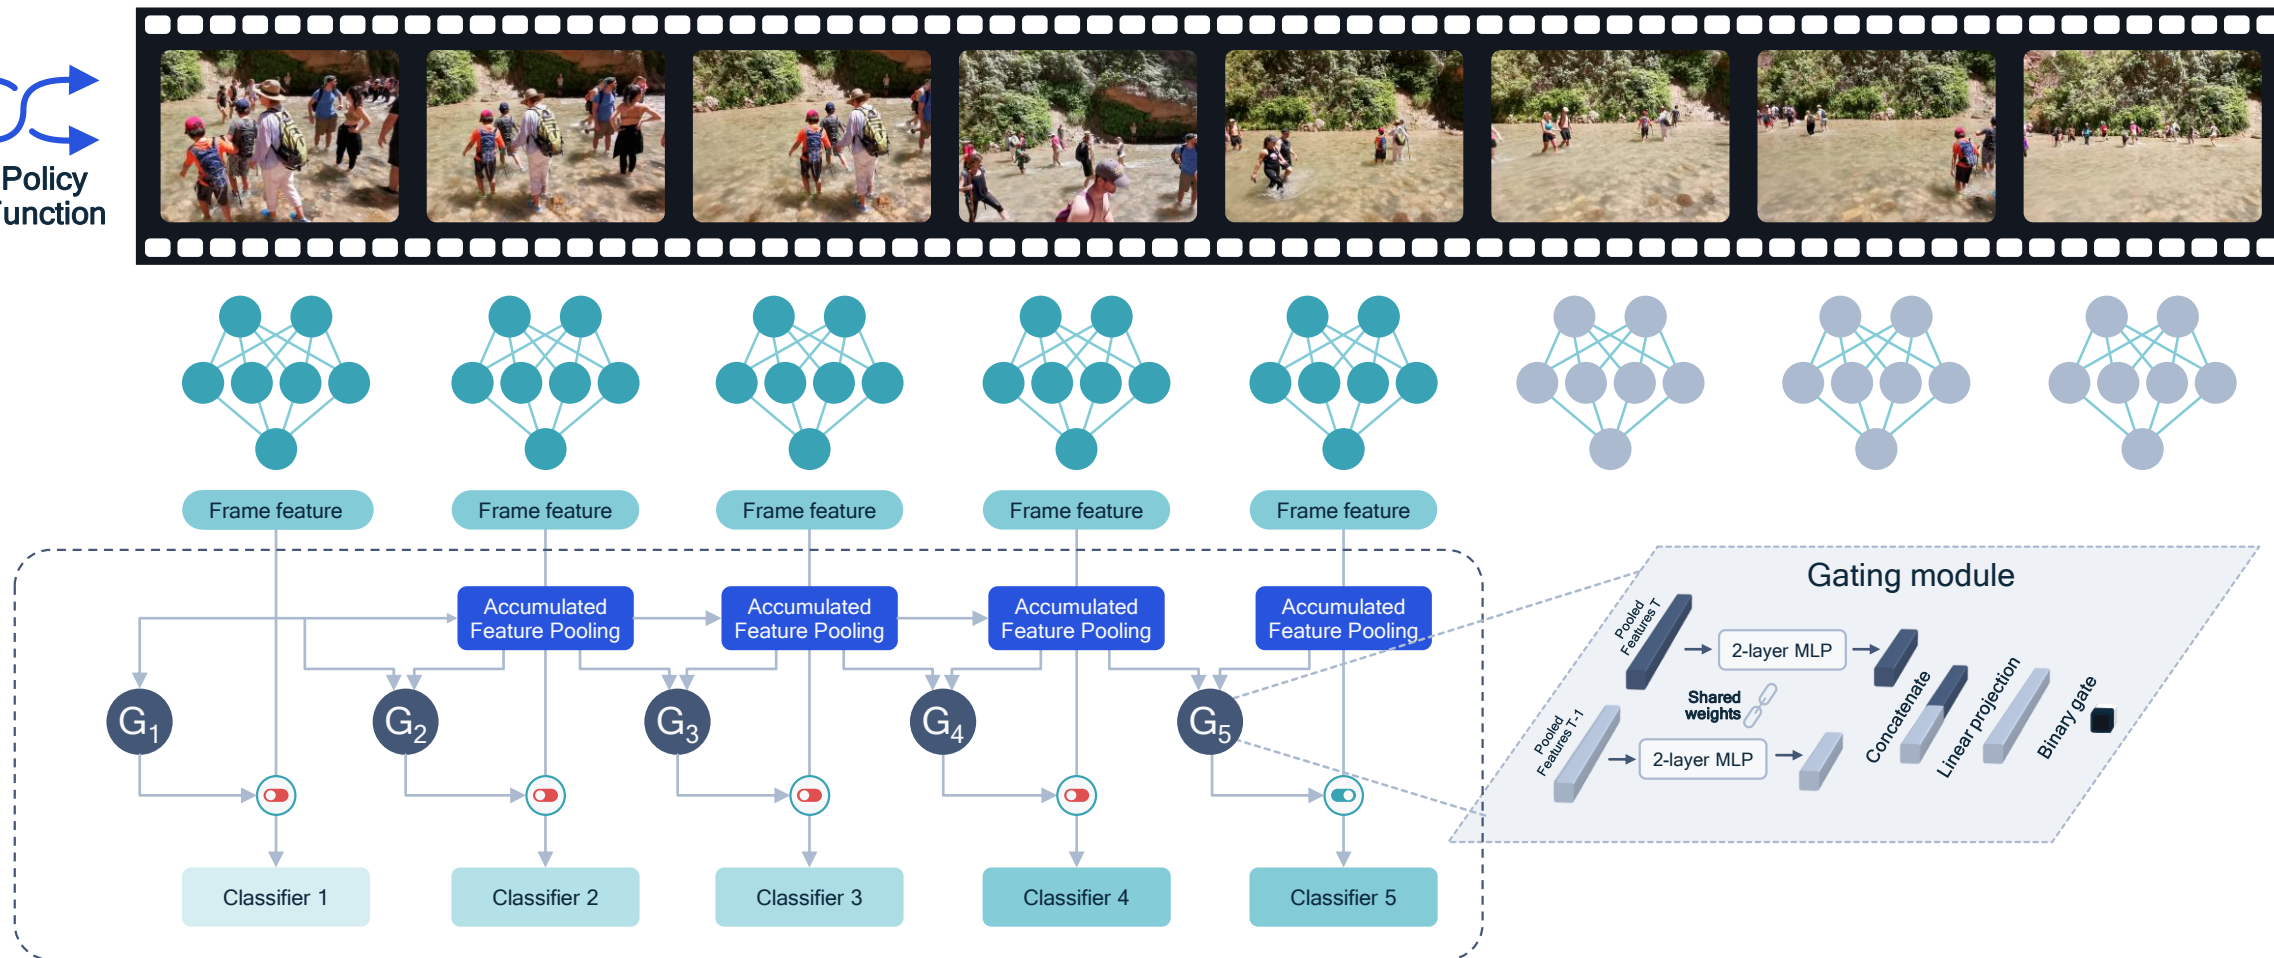 Policy
unction
Frame feature
Frame feature
Frame feature
Frame feature
Frame feature
Accumulated
Feature Pooling
Accumulated
Feature Pooling
Accumulated
Feature Pooling
Accumulated
Feature Pooling
G1
G2
G3
G4
G5
Classifier 1
Classifier 2
Classifier 3
Classifier 4
Classifier 5
Gating module
Pooled
Features T
2-layer MLP
Shared
weights
Pooled
Features T-1
2-layer MLP
Concatenate
Linear projection
Binary gate